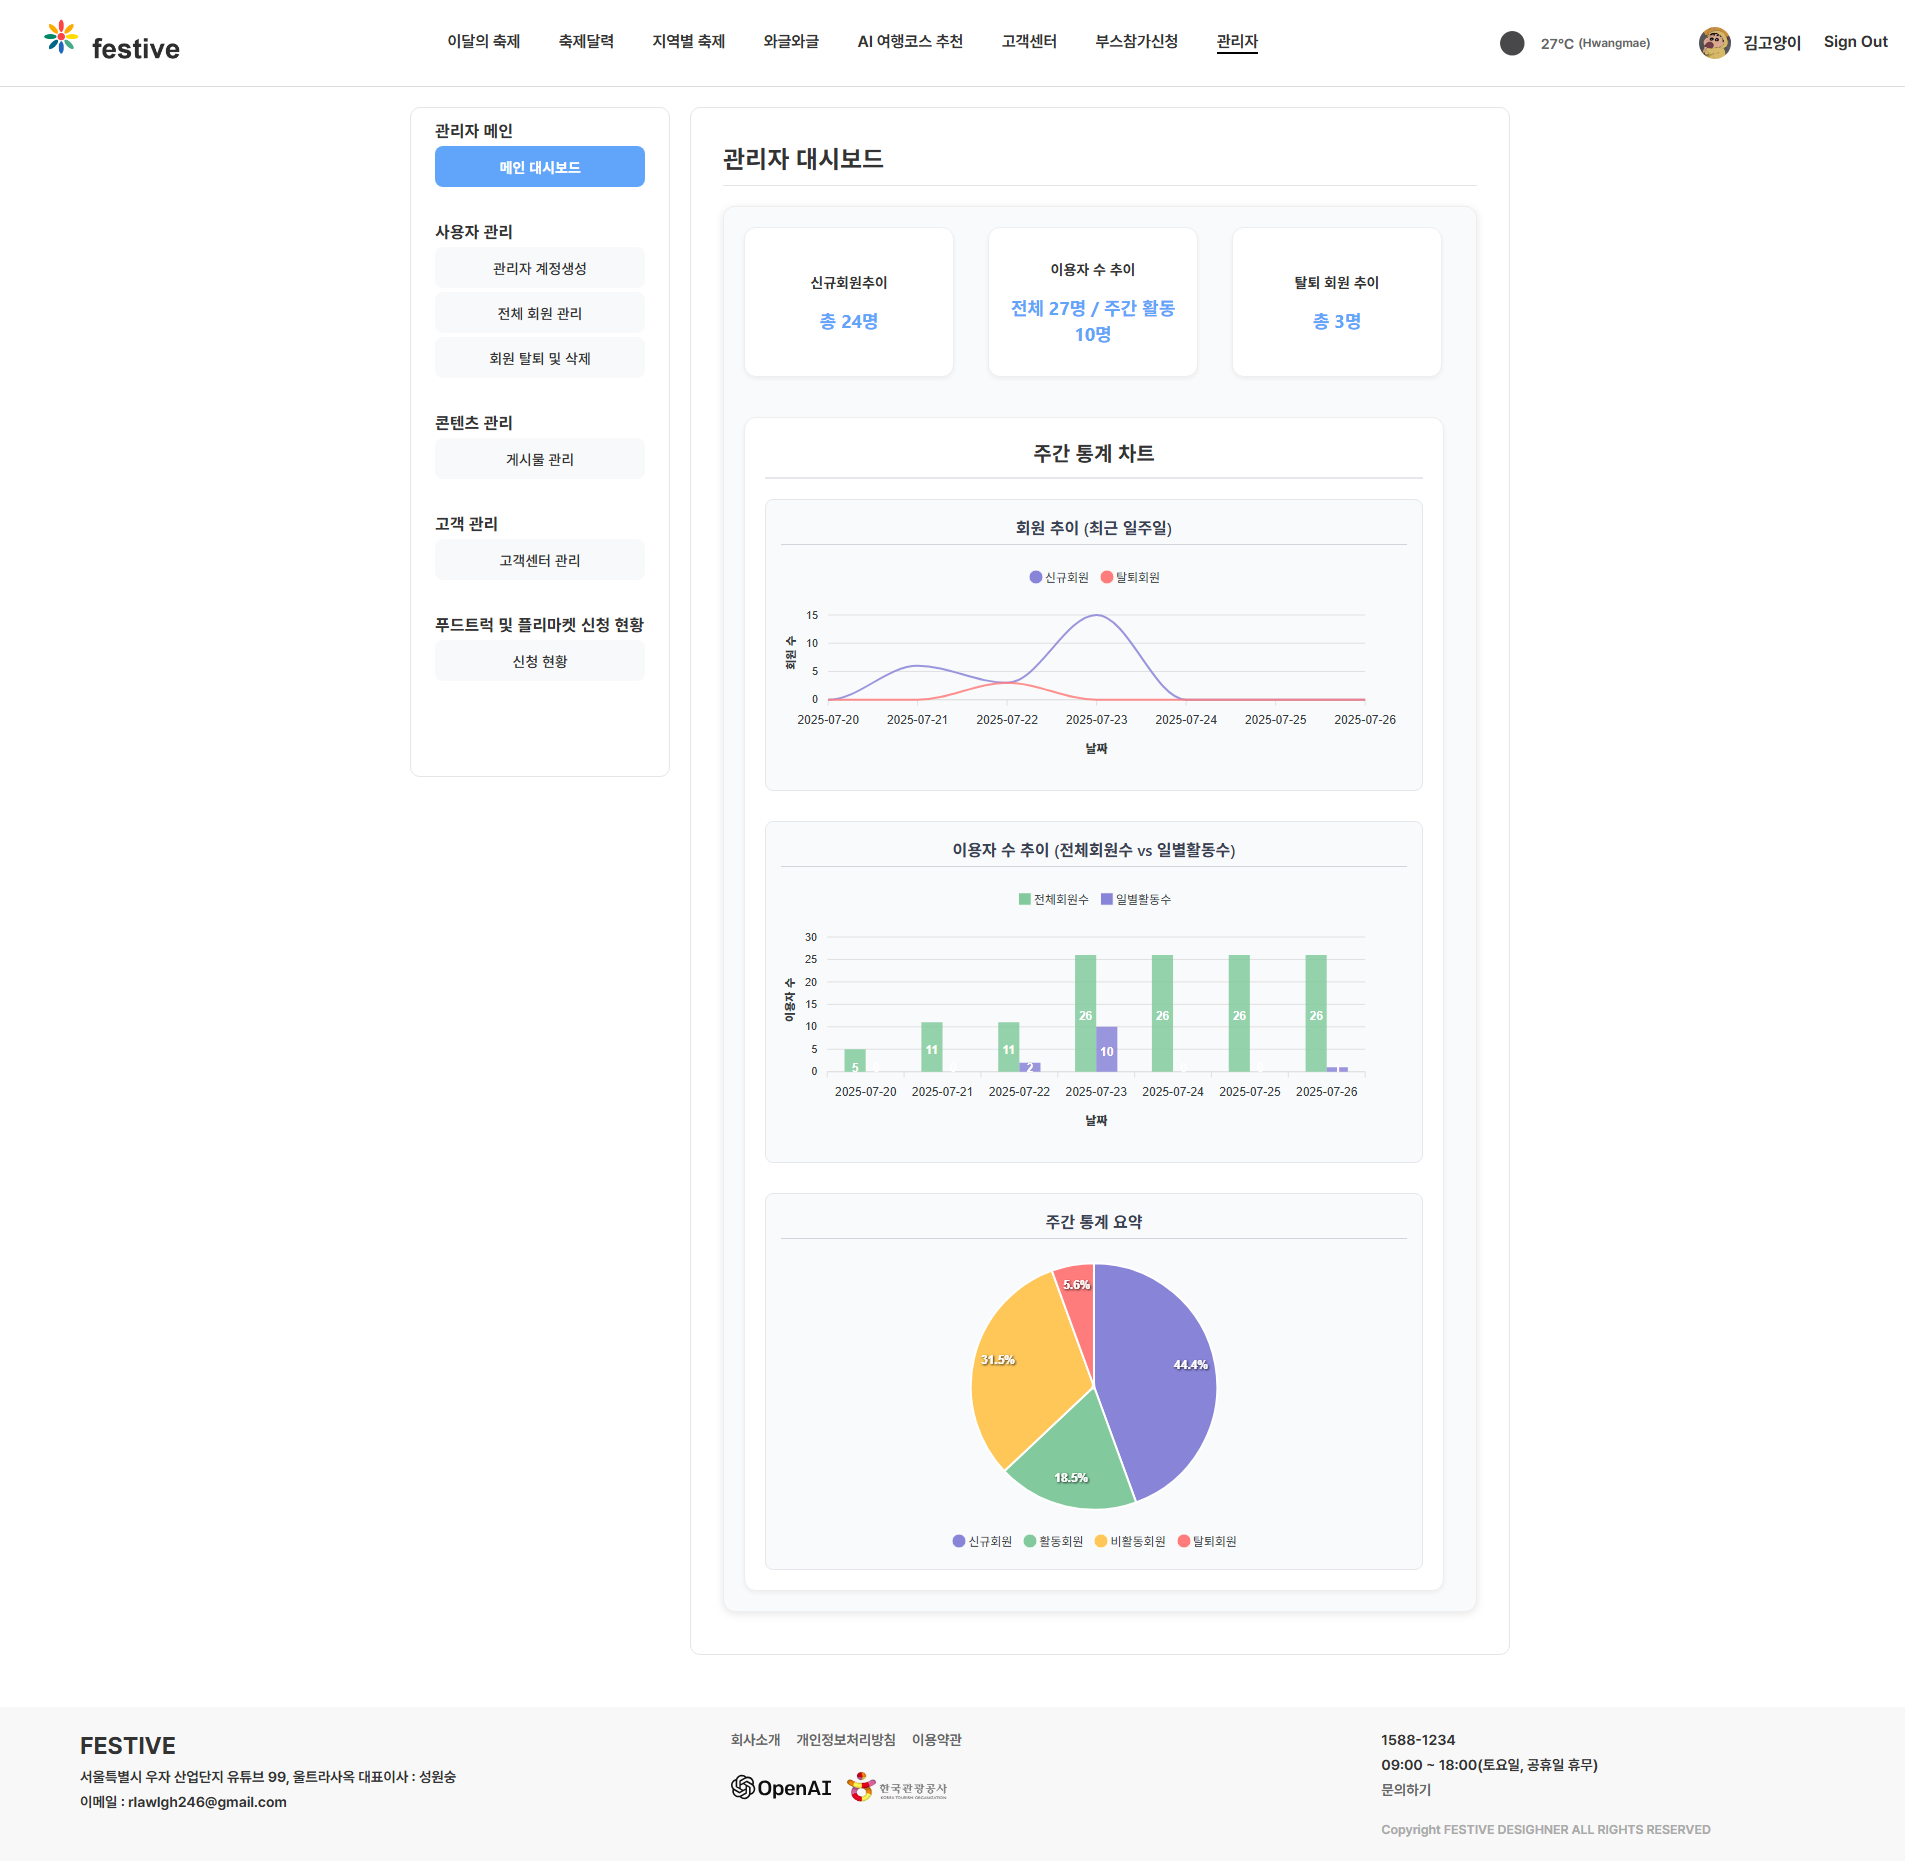 festive
이달의 축제
축제달력
지역별 축제
와글와글
AI 여행코스 추천
고객센터
부스참가신청
관리자
27°C (Hwangmae)
김고양이
Sign Out
관리자 메인
메인 대시보드
사용자 관리
관리자 계정생성
전체 회원 관리
회원 탈퇴 및 삭제
콘텐츠 관리
게시물 관리
고객 관리
고객센터 관리
푸드트럭 및 플리마켓 신청 현황
신청 현황
관리자 대시보드
신규회원추이
총 24명
이용자 수 추이
전체 27명 / 주간 활동
10명
탈퇴 회원 추이
총 3명
주간 통계 차트
회원 추이 (최근 일주일)
신규회원 탈퇴회원
회원 수
15
10
5
0
2025-07-20 2025-07-21 2025-07-22 2025-07-23 2025-07-24 2025-07-25 2025-07-26
날짜
이용자 수 추이 (전체회원수 vs 일별활동수)
전체회원수 일별활동수
이용자 수
30
25
20
15
10
5
0
5 11 11 2 26 10 26 26 26
2025-07-20 2025-07-21 2025-07-22 2025-07-23 2025-07-24 2025-07-25 2025-07-26
날짜
주간 통계 요약
5.6%
31.5%
44.4%
18.5%
신규회원 활동회원 비활동회원 탈퇴회원
FESTIVE
서울특별시 우자 산업단지 유튜브 99, 울트라사옥 대표이사 : 성원숭
이메일 : rlawlgh246@gmail.com
회사소개 개인정보처리방침 이용약관
OpenAI
한국관광공사
KOREA TOURISM ORGANIZATION
1588-1234
09:00 ~ 18:00(토요일, 공휴일 휴무)
문의하기
Copyright FESTIVE DESIGHNER ALL RIGHTS RESERVED